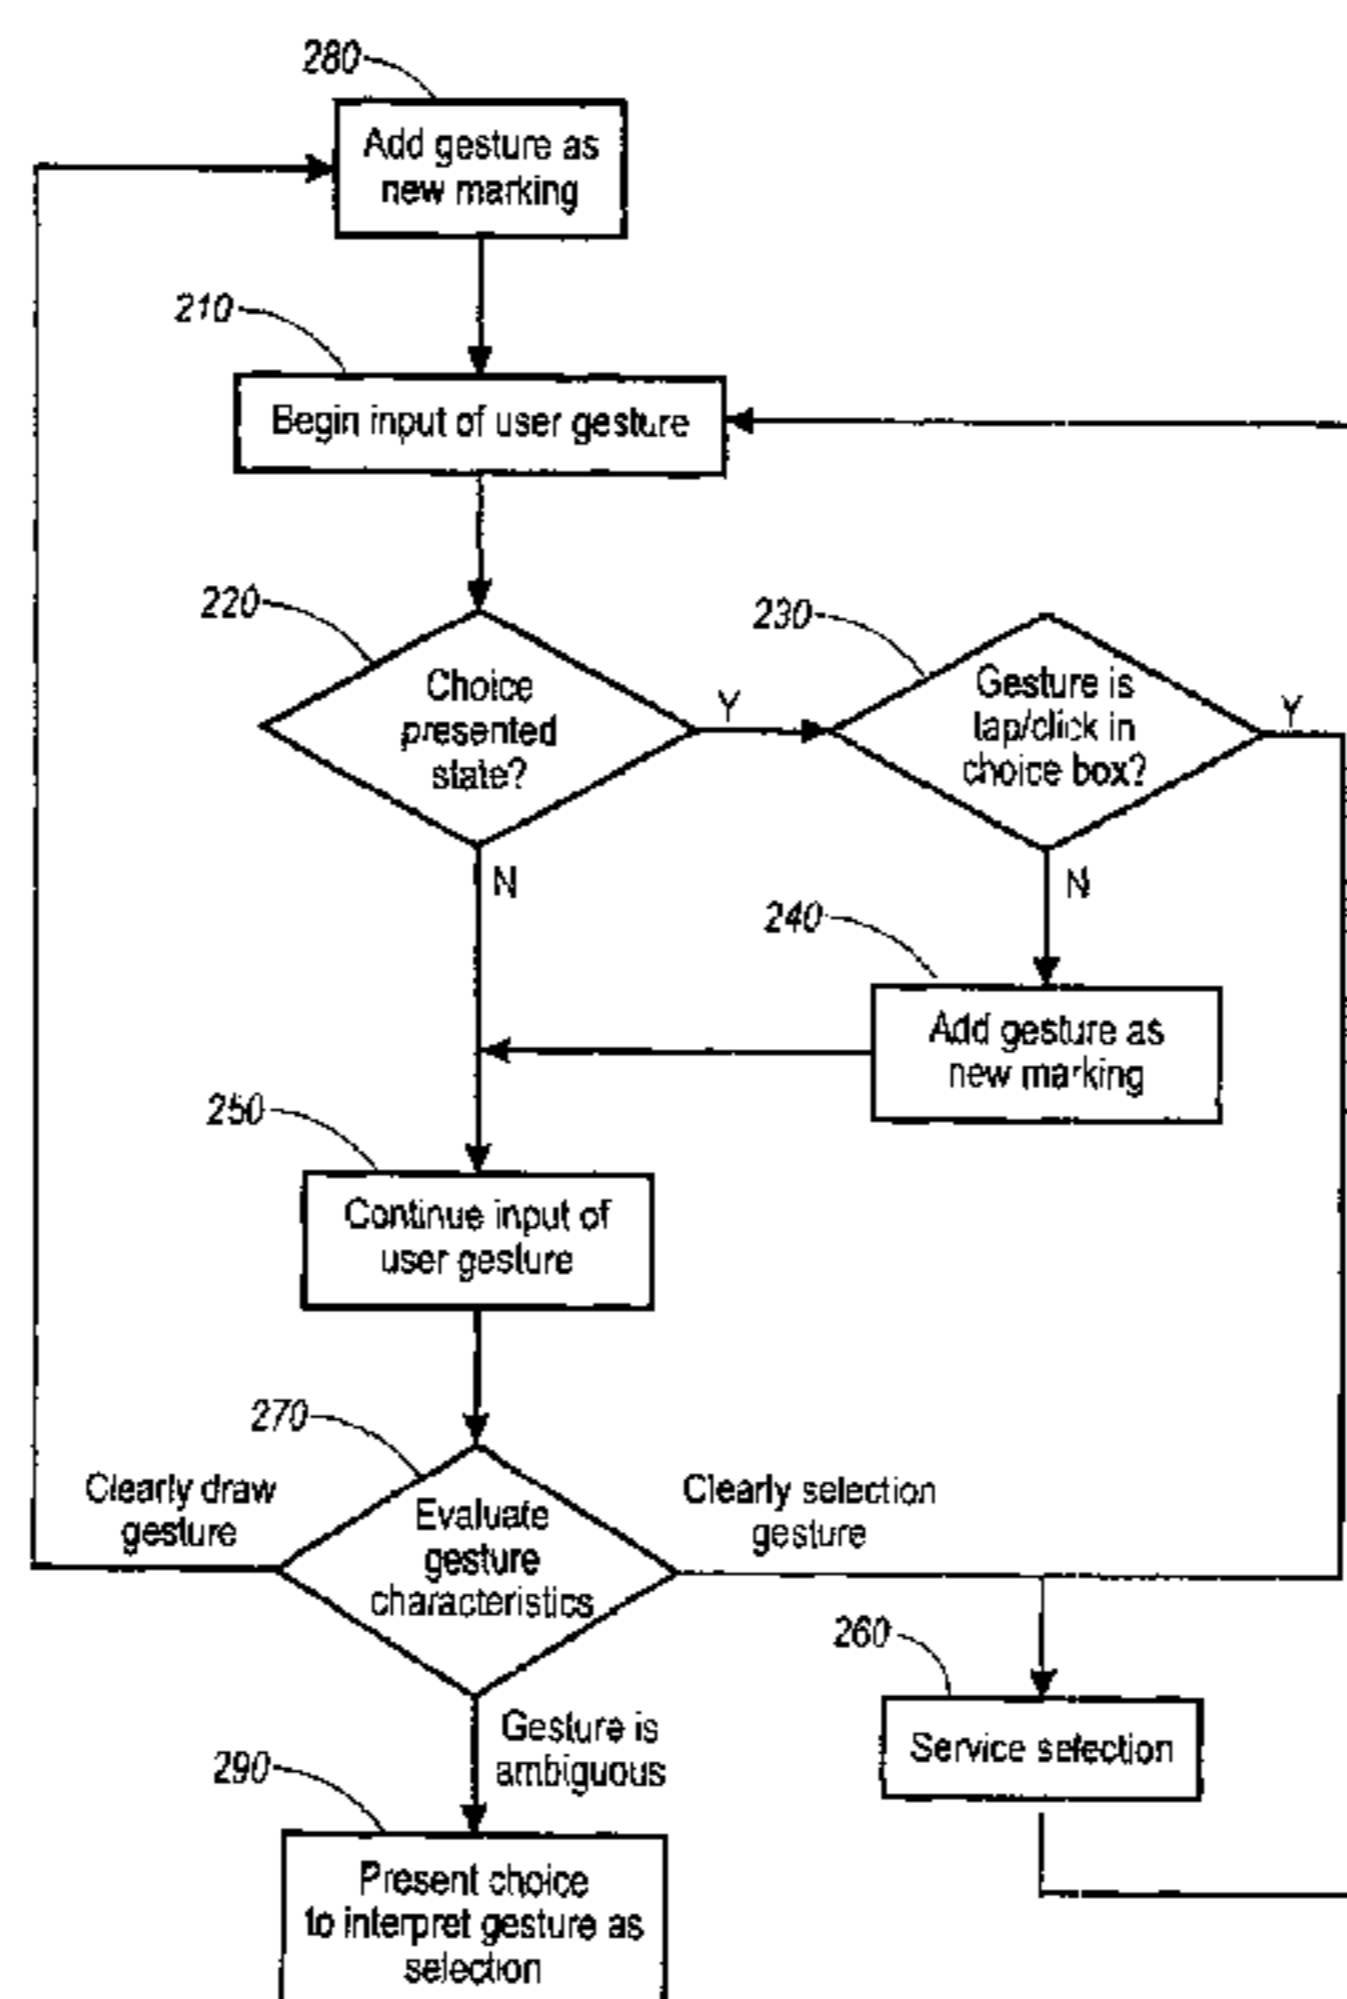 280
Add gesture as
new marking
210
Begin input of user gesture
220
Choice
presented
state?
Y
N
230
Gesture is
tap/click in
choice box?
Y
N
240
Add gesture as
new marking
250
Continue input of
user gesture
270
Evaluate
gesture
characteristics
Clearly draw
gesture
Clearly selection
gesture
260
Service selection
Gesture is
ambiguous
290
Present choice
to interpret gesture as
selection